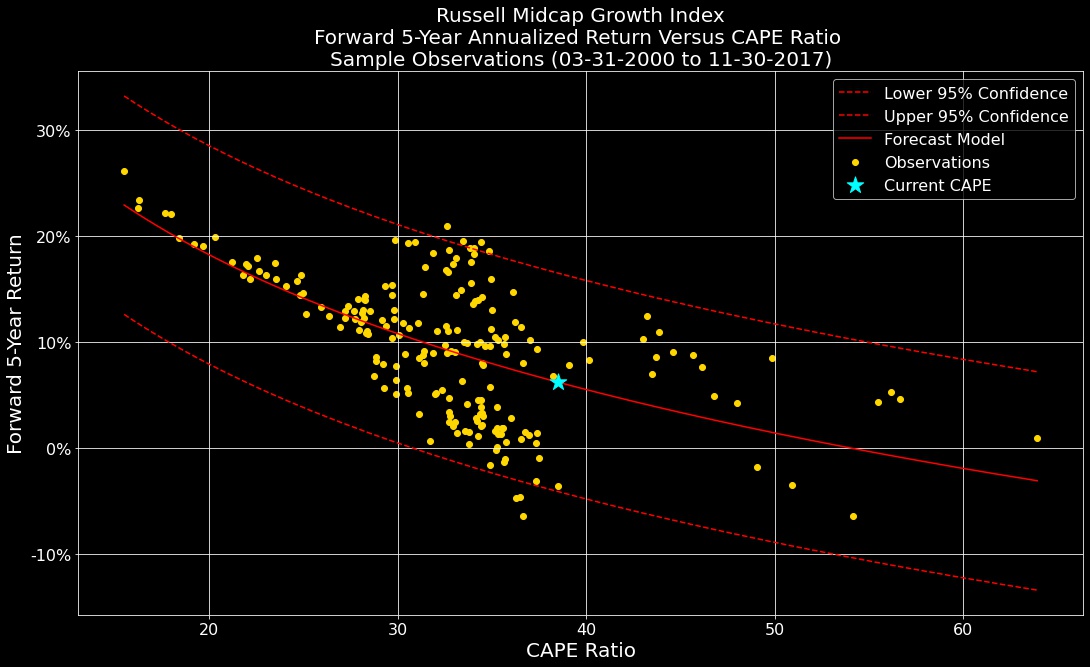 Russell Midcap Growth Index
Forward 5-Year Annualized Return Versus CAPE Ratio
Sample Observations (03-31-2000 to 11-30-2017)
Lower 95% Confidence
Upper 95% Confidence
Forecast Model
Observations
Current CAPE
Forward 5-Year Return
30%
20%
10%
0%
-10%
20
30
40
50
60
CAPE Ratio